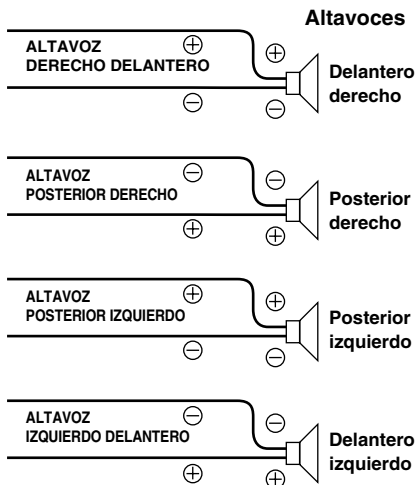 Altavoces
ALTAVOZ ⊕ ⊕
DERECHO DELANTERO
Delantero
derecho
⊖ ⊖
ALTAVOZ ⊖ ⊖
POSTERIOR DERECHO
Posterior
derecho
⊕ ⊕
ALTAVOZ ⊕ ⊕
POSTERIOR IZQUIERDO
Posterior
izquierdo
⊖ ⊖
ALTAVOZ ⊖ ⊖
IZQUIERDO DELANTERO
Delantero
izquierdo
⊕ ⊕